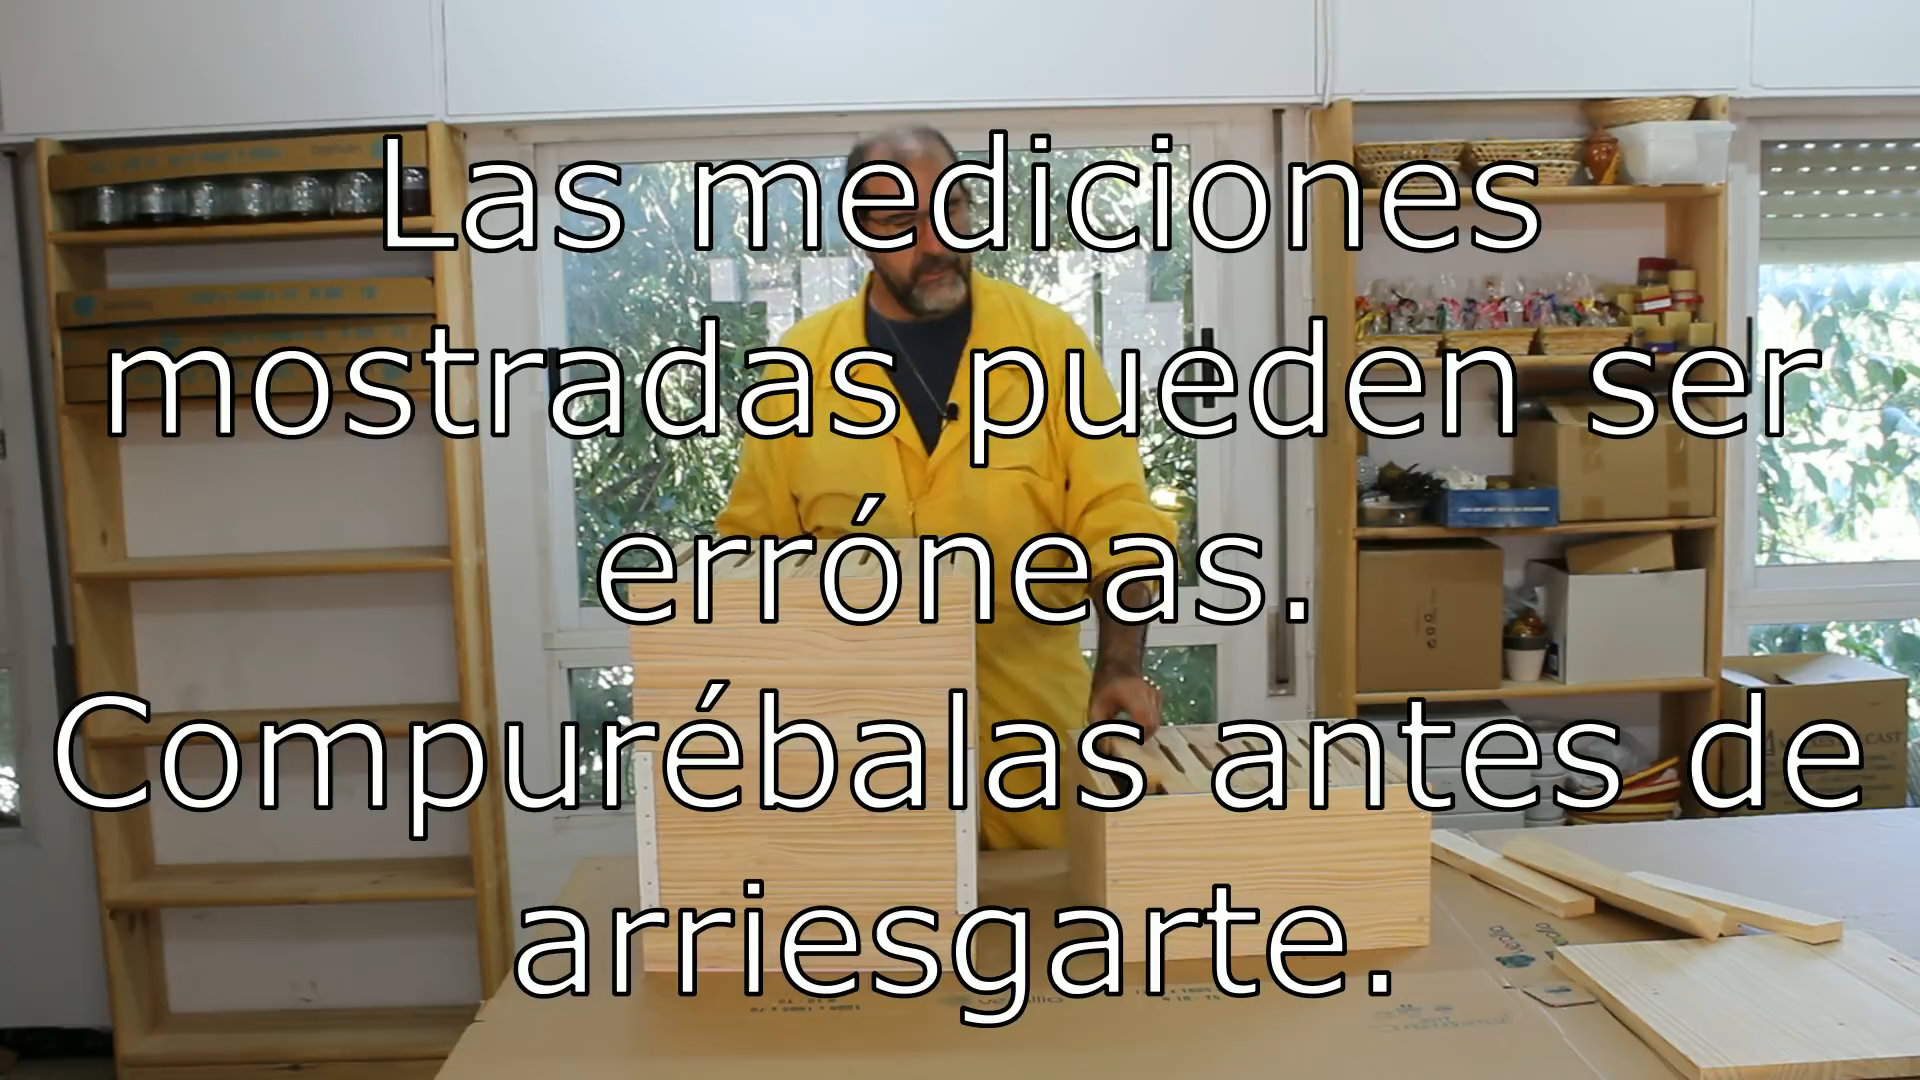 Las mediciones
mostradas pueden ser
erróneas.
Compurébalas antes de
arriesgarte.